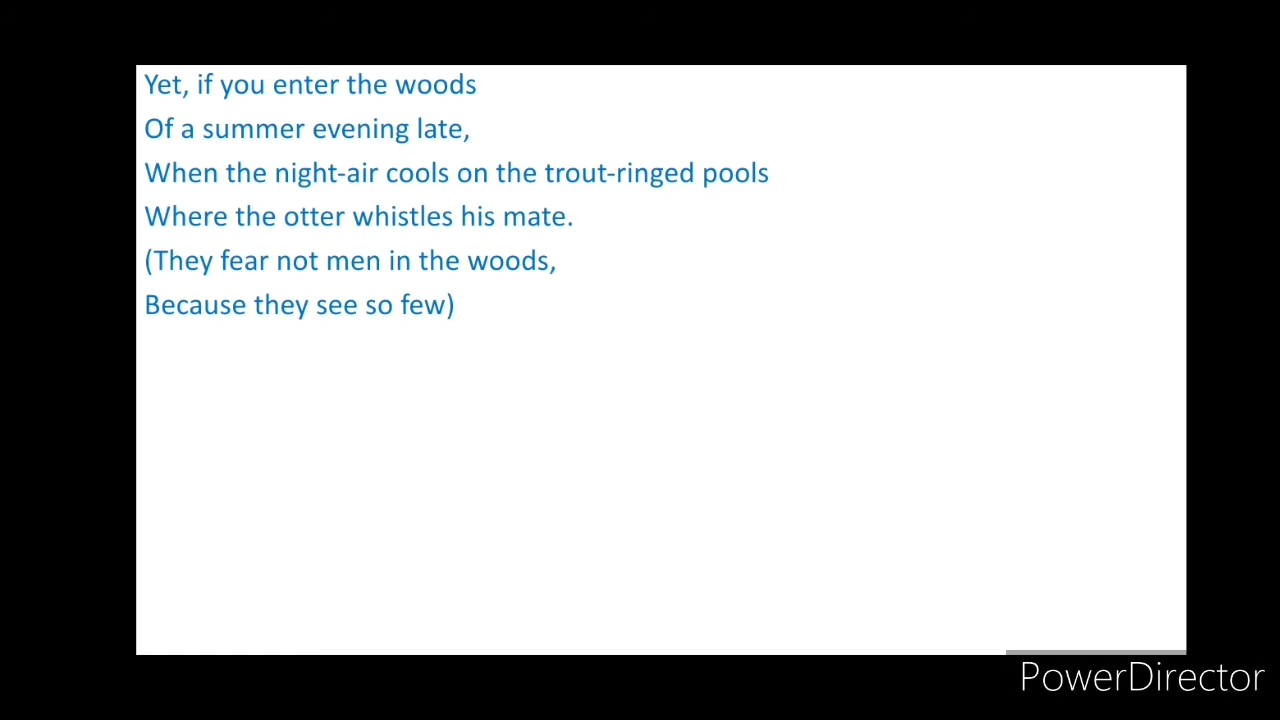 Yet, if you enter the woods
Of a summer evening late,
When the night-air cools on the trout-ringed pools
Where the otter whistles his mate.
(They fear not men in the woods,
Because they see so few)
PowerDirector